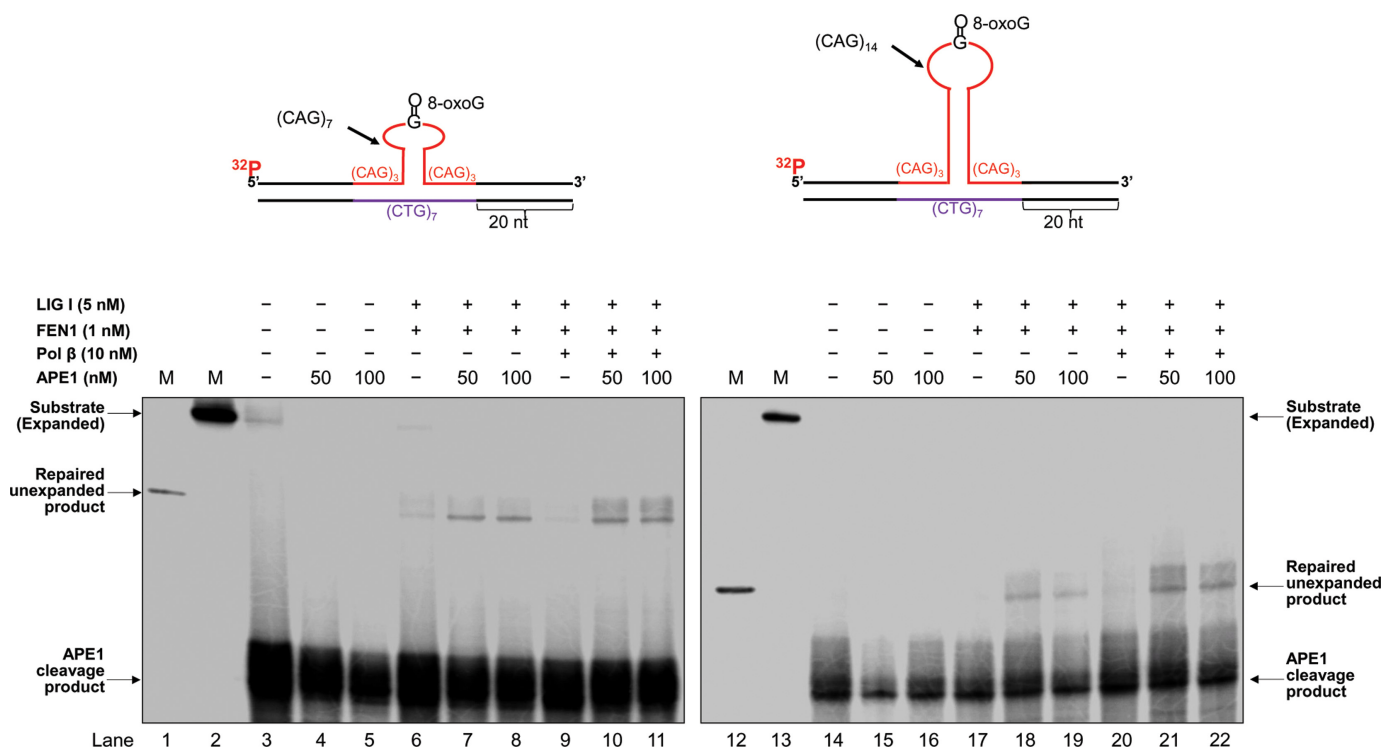 O
8-oxoG
G
(CAG)7
32P
5'
(CAG)3
(CAG)3
3'
(CTG)7
20 nt
O
8-oxoG
G
(CAG)14
32P
5'
(CAG)3
(CAG)3
3'
(CTG)7
20 nt
LIG I (5 nM) – – – + + + + + + – – – + + + + + +
FEN1 (1 nM) – – – + + + + + + – – – + + + + + +
Pol β (10 nM) – – – – – – + + + – – – – – – + + +
APE1 (nM) M M – 50 100 – 50 100 – 50 100 M M – 50 100 – 50 100 – 50 100
Substrate
(Expanded)
Repaired
unexpanded
product
APE1
cleavage
product
Substrate
(Expanded)
Repaired
unexpanded
product
APE1
cleavage
product
Lane 1 2 3 4 5 6 7 8 9 10 11 12 13 14 15 16 17 18 19 20 21 22